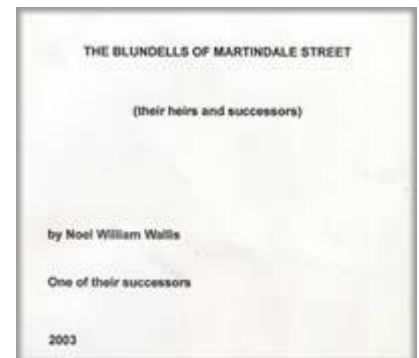 THE BLUNDELLS OF MARTINDALE STREET
(their heirs and successors)
by Noel William Wallis
One of their successors
2003